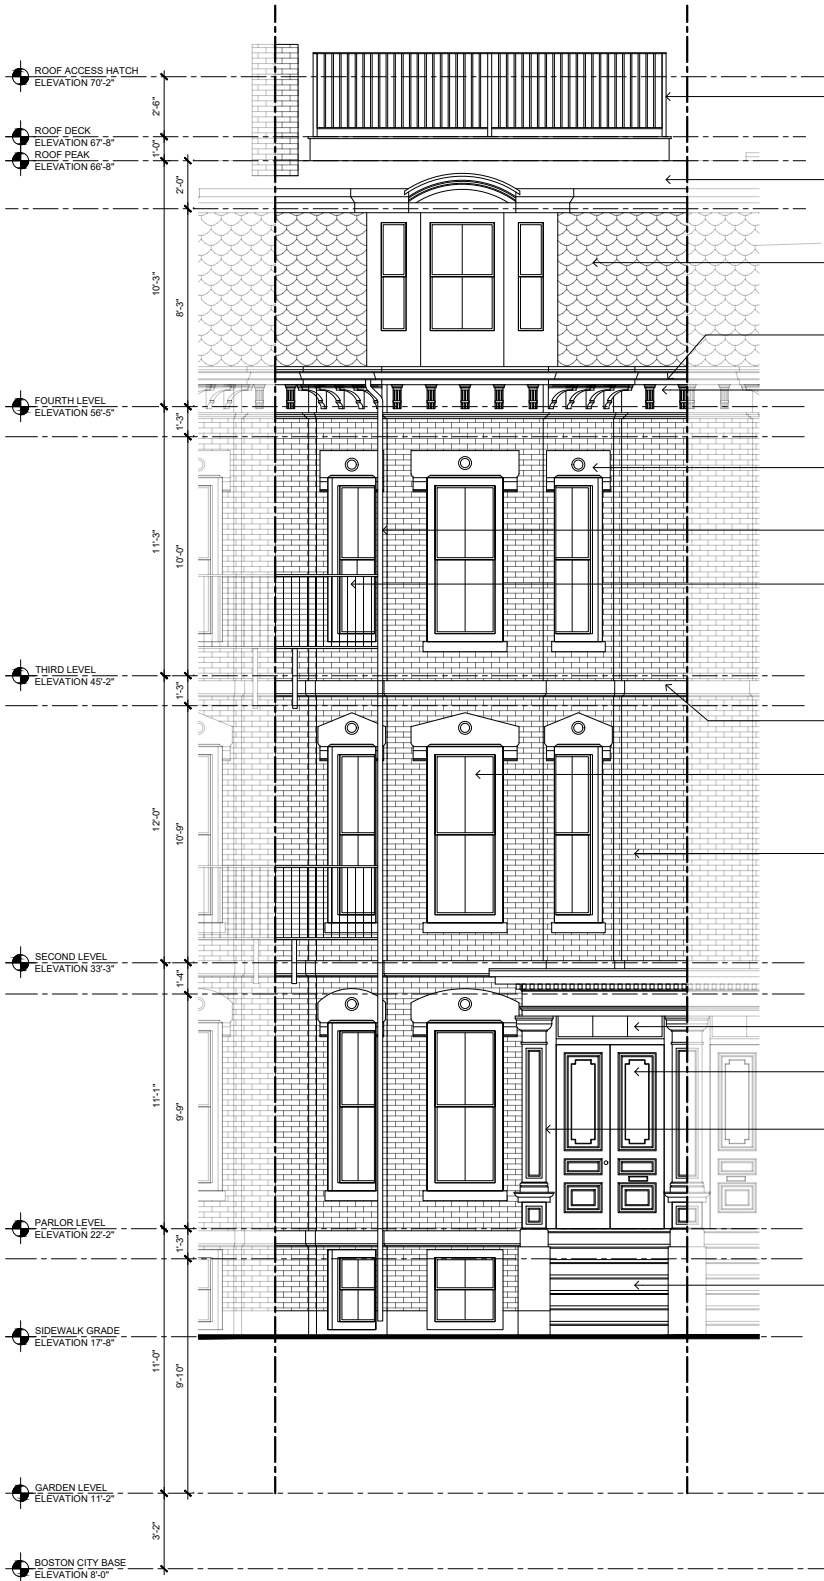 ROOF ACCESS HATCH
ELEVATION 70'-2"
2'-6"
ROOF DECK
ELEVATION 67'-8"
1'-0"
ROOF PEAK
ELEVATION 66'-8"
2'-0"
10'-3"
8'-3"
FOURTH LEVEL
ELEVATION 56'-5"
1'-3"
11'-3"
10'-0"
THIRD LEVEL
ELEVATION 45'-2"
1'-3"
12'-0"
10'-9"
SECOND LEVEL
ELEVATION 33'-3"
1'-4"
11'-1"
9'-9"
PARLOR LEVEL
ELEVATION 22'-2"
1'-3"
SIDEWALK GRADE
ELEVATION 17'-8"
11'-0"
9'-10"
GARDEN LEVEL
ELEVATION 11'-2"
3'-2"
BOSTON CITY BASE
ELEVATION 8'-0"